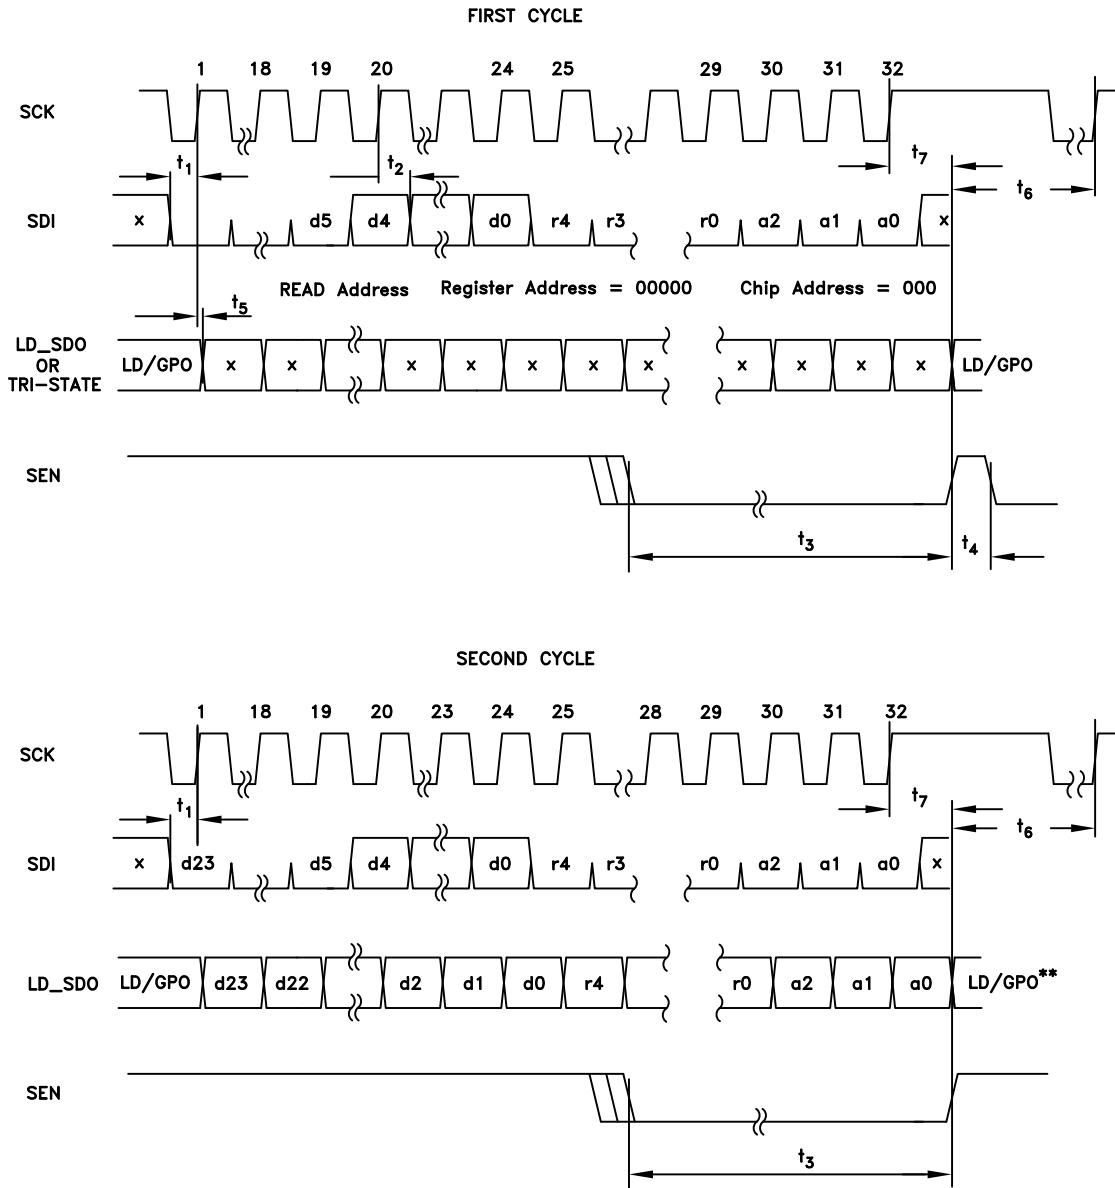 FIRST CYCLE
1 18 19 20 24 25 29 30 31 32
SCK
t1 t2 t7
t6
SDI x d5 d4 d0 r4 r3 r0 a2 a1 a0 x
READ Address Register Address = 00000 Chip Address = 000
t5
LD_SDO
OR
TRI-STATE
LD/GPO x x x x x x x x x x x LD/GPO
SEN
t3 t4
SECOND CYCLE
1 18 19 20 23 24 25 28 29 30 31 32
SCK
t1 t7
t6
SDI x d23 d5 d4 d0 r4 r3 r0 a2 a1 a0 x
LD_SDO LD/GPO d23 d22 d2 d1 d0 r4 r0 a2 a1 a0 LD/GPO**
SEN
t3